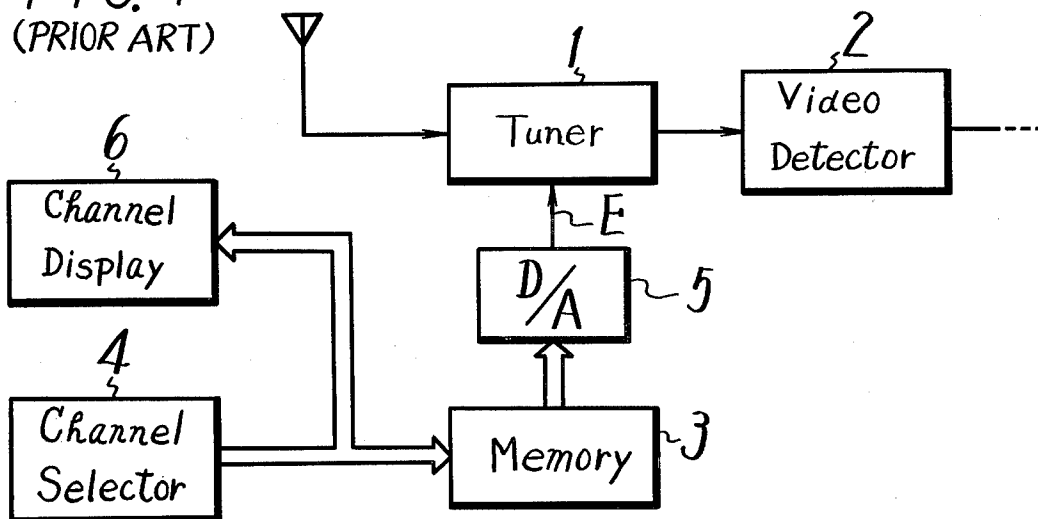 (PRIOR ART)
1
2
Tuner
Video
Detector
6
Channel
Display
E
D/A
5
4
Channel
Selector
Memory
3